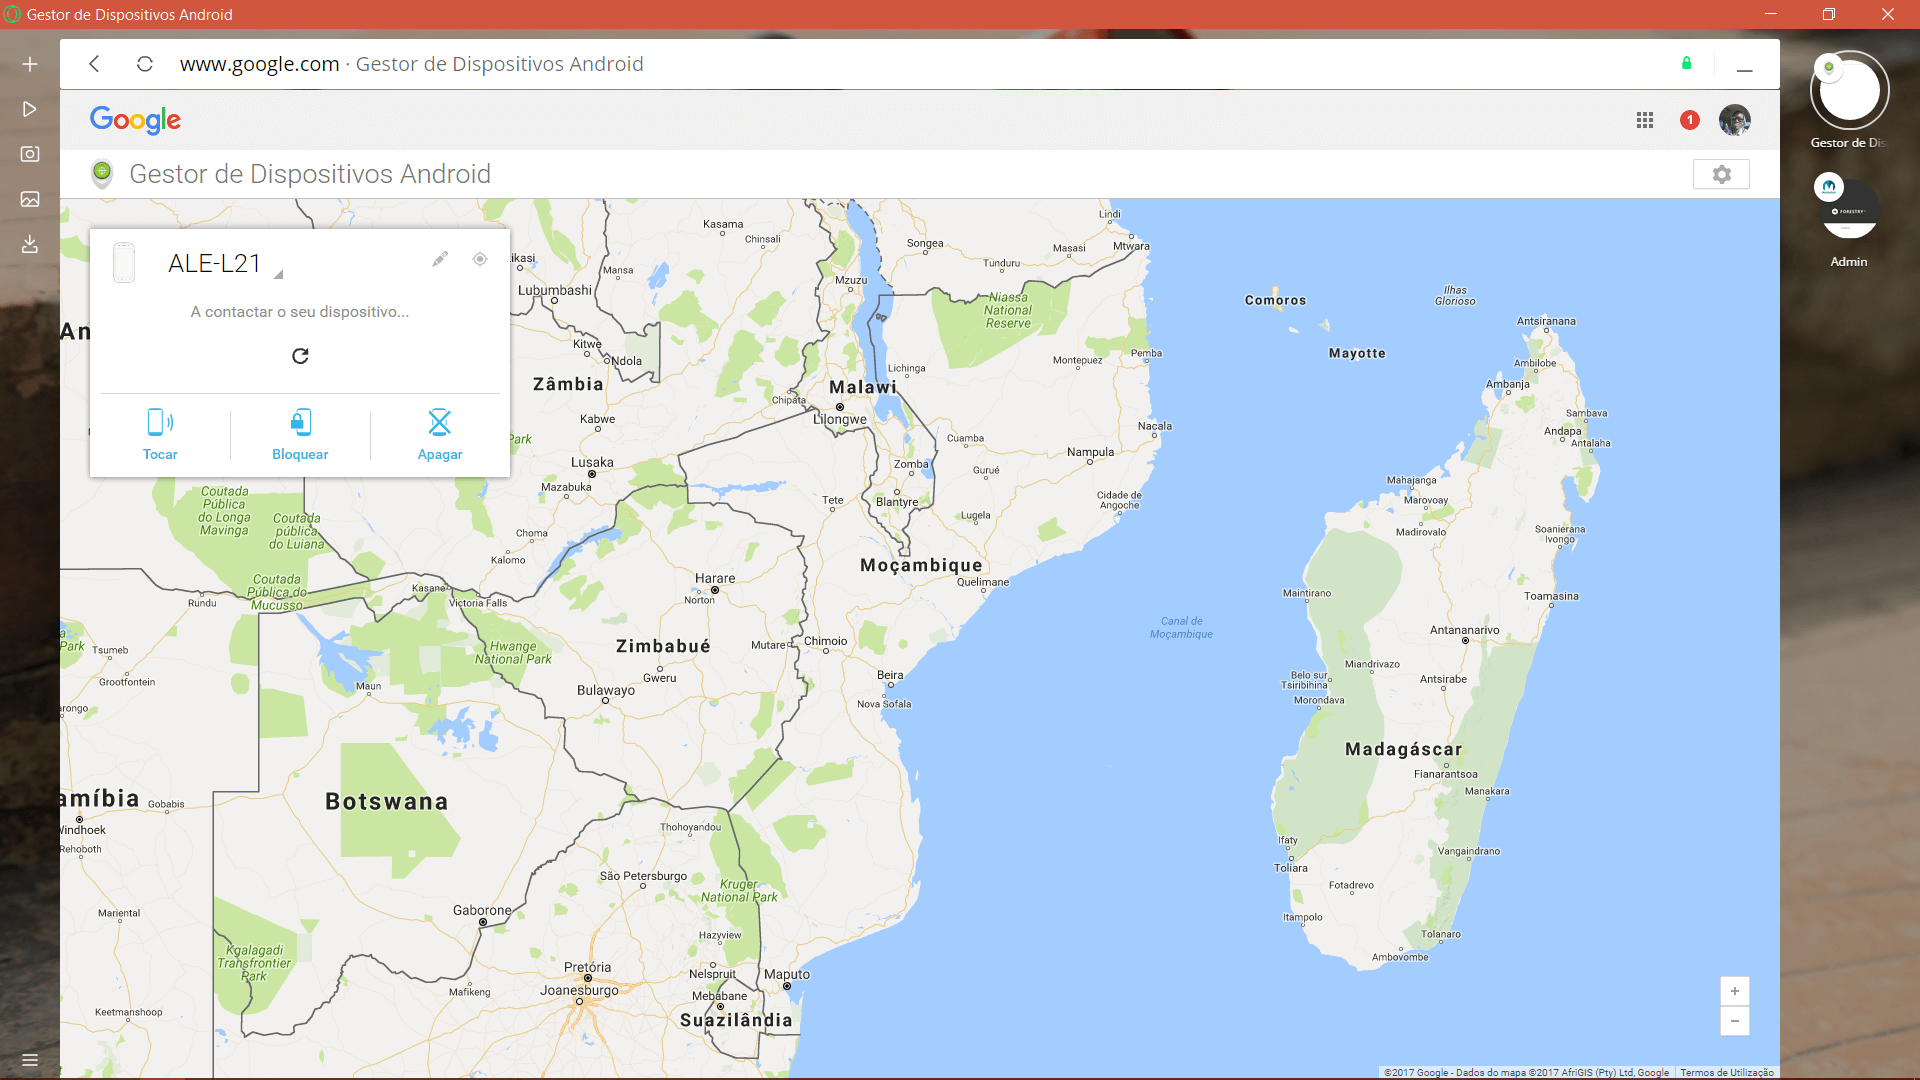 Gestor de Dispositivos Android
www.google.com · Gestor de Dispositivos Android
Google
1
Gestor de Dispositivos Android
Gestor de Dis
FORESTRY
Admin
ALE-L21
A contactar o seu dispositivo...
Tocar
Bloquear
Apagar
Kasama
Chinsali
Mansa
ikasi
Lubumbashi
Kitwe
Ndola
Zâmbia
Kabwe
Park
Lusaka
Mazabuka
Choma
Kalomo
Chipata
Mzuzu
Malawi
Lilongwe
Zomba
Blantyre
Songea
Tunduru
Masasi
Lindi
Mtwara
Niassa
National
Reserve
Lichinga
Montepuez
Pemba
Cuamba
Gurué
Nampula
Nacala
Cidade de
Angoche
Lugela
Tete
Moçambique
Quelimane
Comoros
Mayotte
Ilhas
Glorioso
Antsiranana
Ambilobe
Ambanja
Sambava
Andapa
Antalaha
Mahajanga
Marovoay
Madirovalo
Soanierana
Ivongo
Maintirano
Toamasina
Antananarivo
Miandrivazo
Belo sur
Tsiribihina
Antsirabe
Morondava
Madagáscar
Fianarantsoa
Manakara
Ifaty
Toliara
Vangaindrano
Fotadrevo
Itampolo
Tolanaro
Ambovombe
Canal de
Moçambique
An
Coutada
Pública
do Longa
Mavinga
Coutada
pública
do Luiana
Coutada
Pública do
Mucusso
Rundu
Kasane
Victoria Falls
Hwange
National Park
Harare
Norton
Zimbabué
Mutare
Chimoio
Gweru
Bulawayo
Beira
Nova Sofala
Park
Tsumeb
Grootfontein
arongo
Maun
Botswana
amíbia
Gobabis
Windhoek
Rehoboth
Mariental
Keetmanshoop
Kgalagadi
Transfrontier
Park
Gaborone
Mafikeng
Thohoyandou
São Petersburgo
Kruger
National Park
Hazyview
Pretória
Joanesburgo
Nelspruit
Maputo
Mebabane
Suazilândia
+
−
©2017 Google - Dados do mapa ©2017 AfriGIS (Pty) Ltd, Google
Termos de Utilização